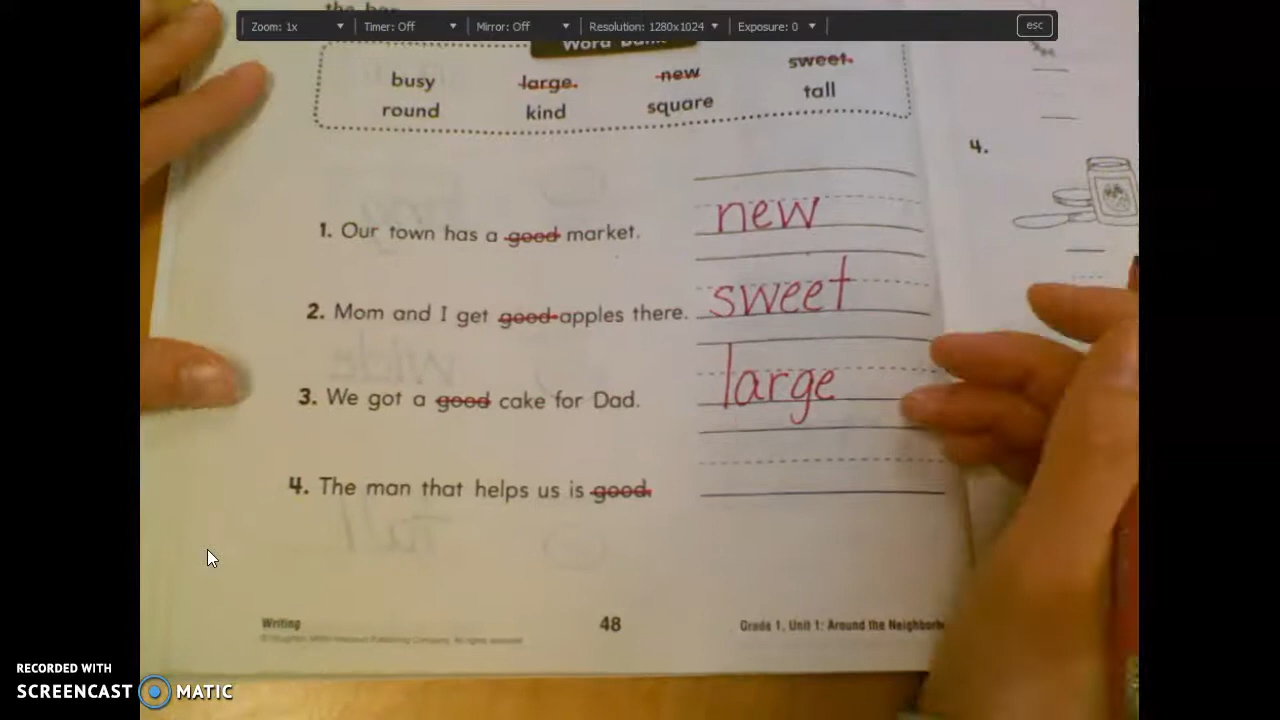 Zoom: 1x Timer: Off Mirror: Off Resolution: 1280x1024 Exposure: 0 esc
Word Bank
busy large new sweet
round kind square tall
4.
1. Our town has a good market. new
2. Mom and I get good apples there. sweet
3. We got a good cake for Dad. large
4. The man that helps us is good.
Writing 48 Grade 1, Unit 1: Around the
RECORDED WITH
SCREENCAST MATIC